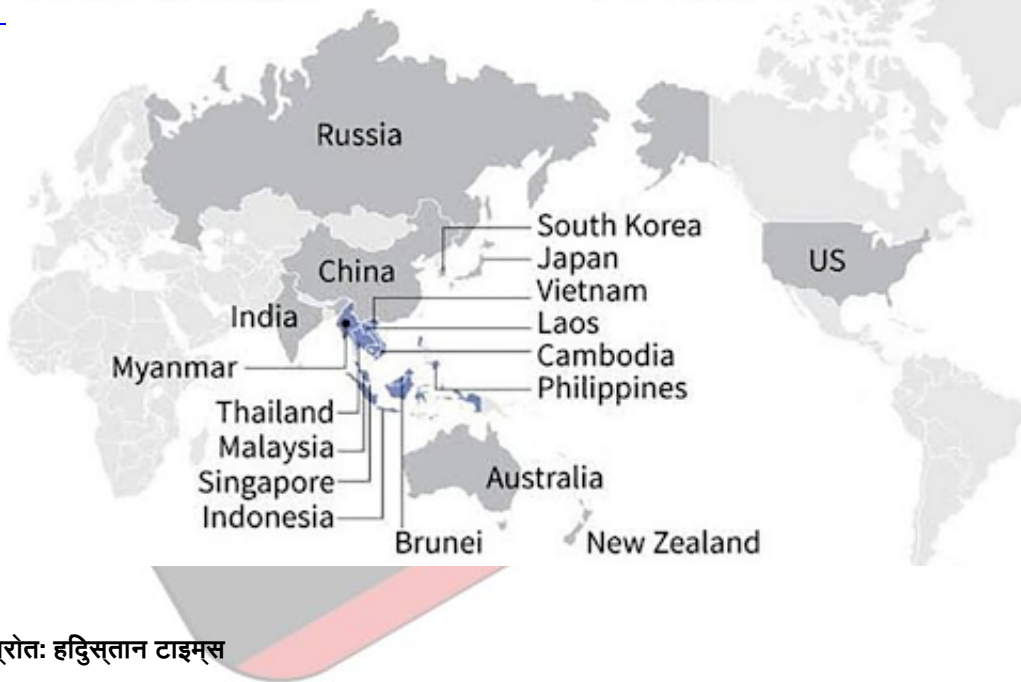 Russia
South Korea
Japan
China
Vietnam
India
Laos
Cambodia
Myanmar
Philippines
Thailand
Malaysia
Singapore
Australia
Indonesia
Brunei
New Zealand
US
हदुिस्तान टाइम्स